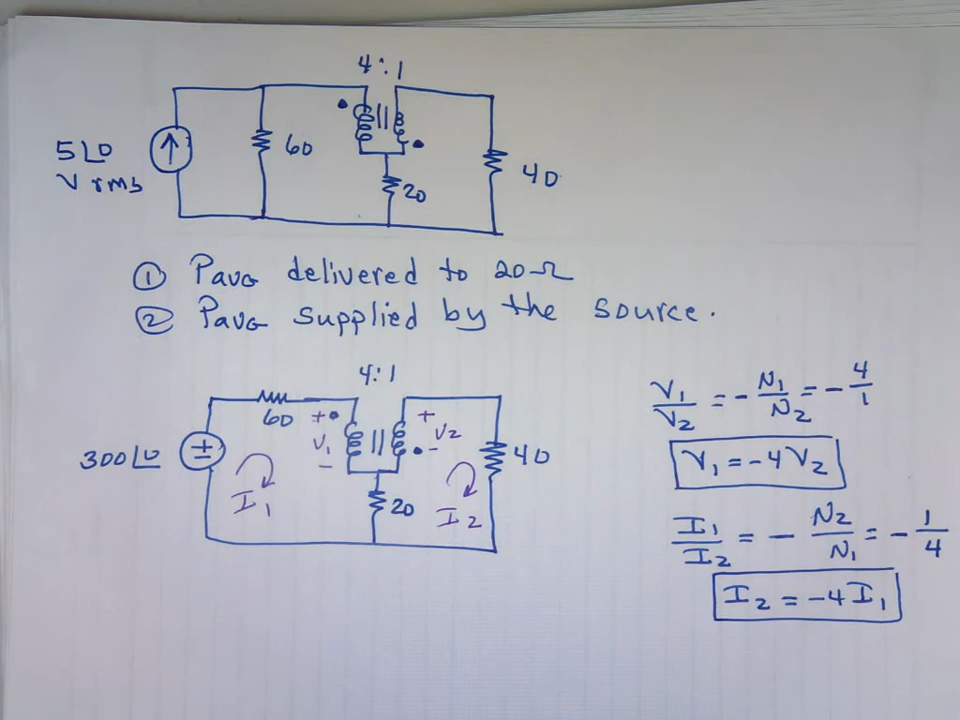 4:1
5∠0
V rms
60
20
40
① Pavg delivered to 20-Ω
② Pavg supplied by the source.
4:1
300∠0
60
+
V1
-
+
V2
-
40
20
I1
I2
V1/V2 = - N1/N2 = - 4/1
V1 = -4V2
I1/I2 = - N2/N1 = - 1/4
I2 = -4I1